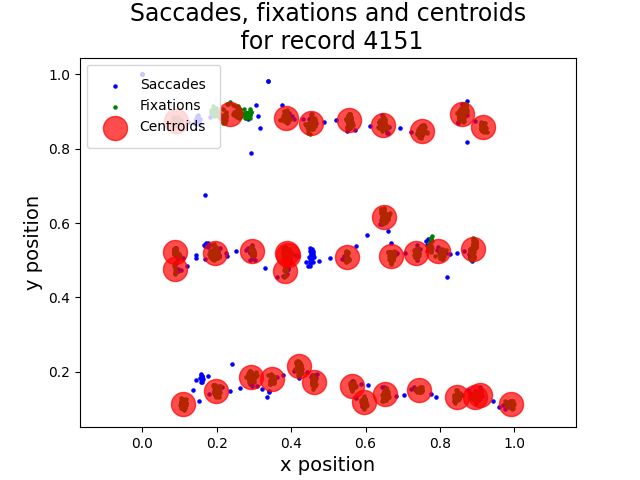 Saccades, fixations and centroids
for record 4151
Saccades
Fixations
Centroids
y position
1.0
0.8
0.6
0.4
0.2
0.0 0.2 0.4 0.6 0.8 1.0
x position